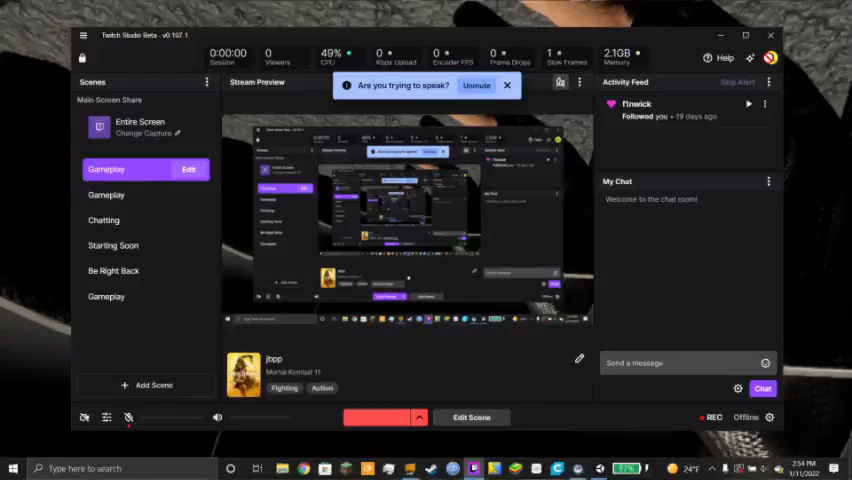 Twitch Studio Beta - v0.107.1
0:00:00
Session
0
Viewers
49%
CPU
0
Kbps Upload
0
Encoder FPS
0
Frame Drops
1
Slow Frames
2.1GB
Memory
Help
Scenes
Stream Preview
Are you trying to speak?
Unmute
Activity Feed
Skip Alert
Main Screen Share
Entire Screen
Change Capture
Gameplay
Edit
Gameplay
Chatting
Starting Soon
Be Right Back
Gameplay
Add Scene
f1nwick
Followed you • 19 days ago
My Chat
Welcome to the chat room!
jbpp
Mortal Kombat 11
Fighting
Action
Send a message
Chat
Edit Scene
REC
Offline
Type here to search
97%
24°F
2:54 PM
1/11/2022